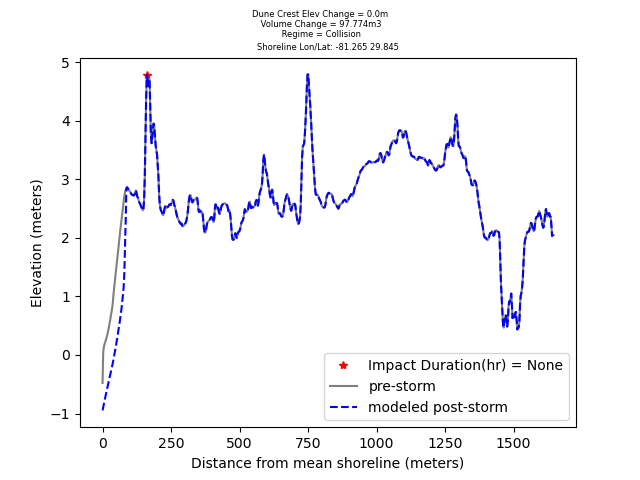 Dune Crest Elev Change = 0.0m
Volume Change = 97.774m3
Regime = Collision
Shoreline Lon/Lat: -81.265 29.845
5
4
3
2
1
0
−1
Elevation (meters)
Impact Duration(hr) = None
pre-storm
modeled post-storm
0 250 500 750 1000 1250 1500
Distance from mean shoreline (meters)